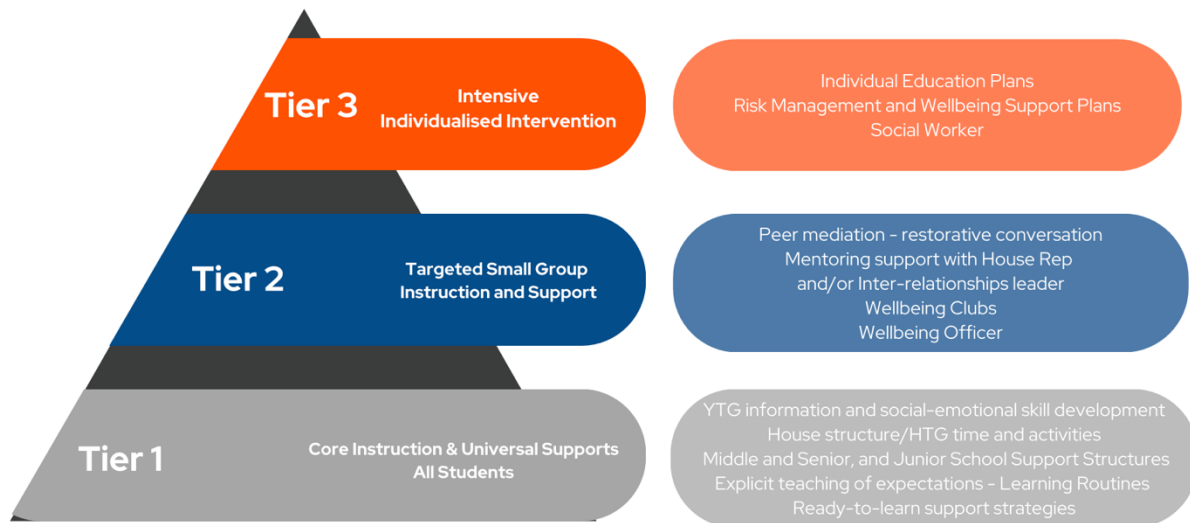 Tier 3
Intensive
Individualised Intervention
Individual Education Plans
Risk Management and Wellbeing Support Plans
Social Worker
Tier 2
Targeted Small Group
Instruction and Support
Peer mediation - restorative conversation
Mentoring support with House Rep
and/or Inter-relationships leader
Wellbeing Clubs
Wellbeing Officer
Tier 1
Core Instruction & Universal Supports
All Students
YTG information and social-emotional skill development
House structure/HTG time and activities
Middle and Senior, and Junior School Support Structures
Explicit teaching of expectations - Learning Routines
Ready-to-learn support strategies